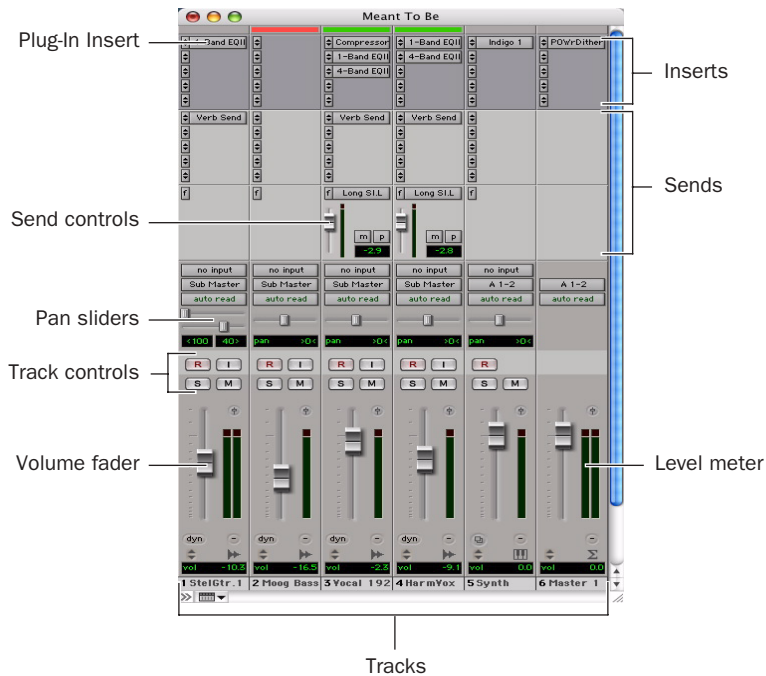 Meant To Be
Plug-In Insert
1-Band EQII Compressor 1-Band EQII Indigo 1 POWrDither
1-Band EQII 4-Band EQII
4-Band EQII
Inserts
Verb Send Verb Send Verb Send
Sends
f f f Long Sl.L f Long Sl.L f
Send controls
m p m p
-2.9 -2.8
no input no input no input no input no input
Sub Master Sub Master Sub Master Sub Master A 1-2 A 1-2
auto read auto read auto read auto read auto read auto read
Pan sliders
<100 40> pan >0< pan >0< pan >0<
R I R I R I R I R
Track controls
S M S M S M S M S M
Volume fader
Level meter
dyn dyn dyn dyn
vol -10.3 vol -16.5 vol -2.3 vol -9.1 vol 0.0 vol 0.0
1 StelGtr.1 2 Moog Bass 3 Vocal 192 4 HarmVox 5 Synth 6 Master 1
Tracks